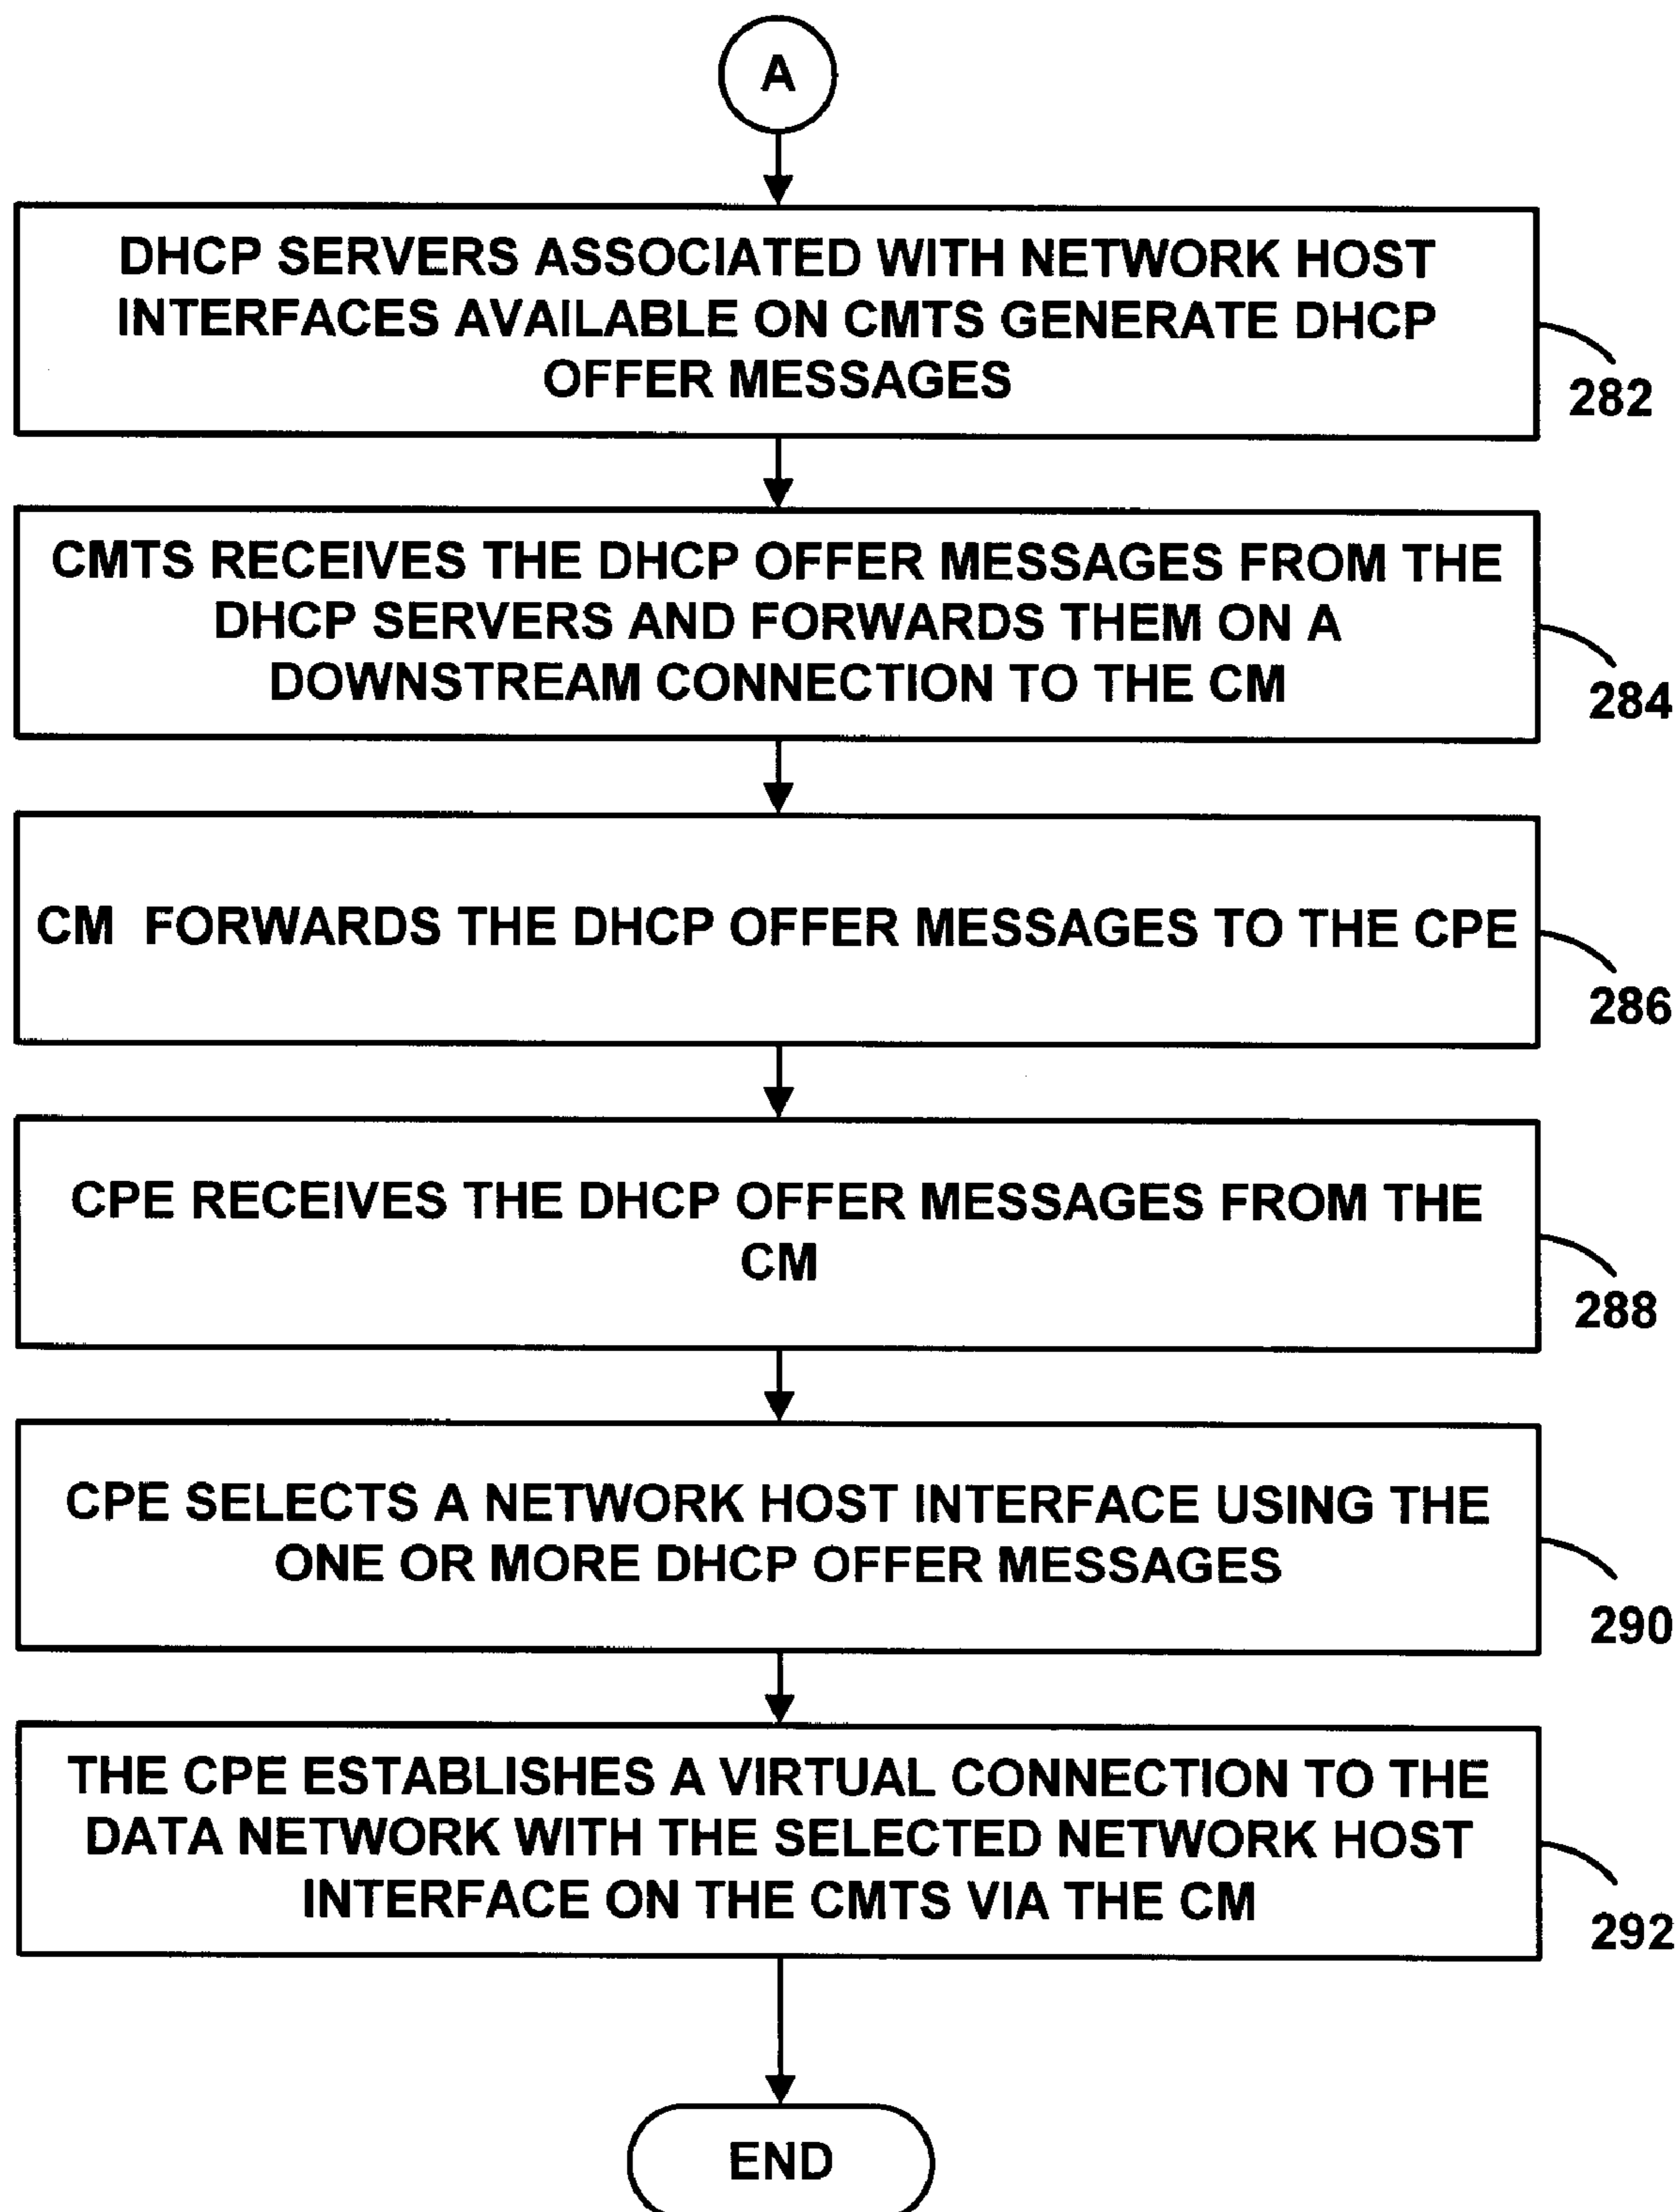 A
DHCP SERVERS ASSOCIATED WITH NETWORK HOST
INTERFACES AVAILABLE ON CMTS GENERATE DHCP
OFFER MESSAGES
282
CMTS RECEIVES THE DHCP OFFER MESSAGES FROM THE
DHCP SERVERS AND FORWARDS THEM ON A
DOWNSTREAM CONNECTION TO THE CM
284
CM FORWARDS THE DHCP OFFER MESSAGES TO THE CPE
286
CPE RECEIVES THE DHCP OFFER MESSAGES FROM THE
CM
288
CPE SELECTS A NETWORK HOST INTERFACE USING THE
ONE OR MORE DHCP OFFER MESSAGES
290
THE CPE ESTABLISHES A VIRTUAL CONNECTION TO THE
DATA NETWORK WITH THE SELECTED NETWORK HOST
INTERFACE ON THE CMTS VIA THE CM
292
END